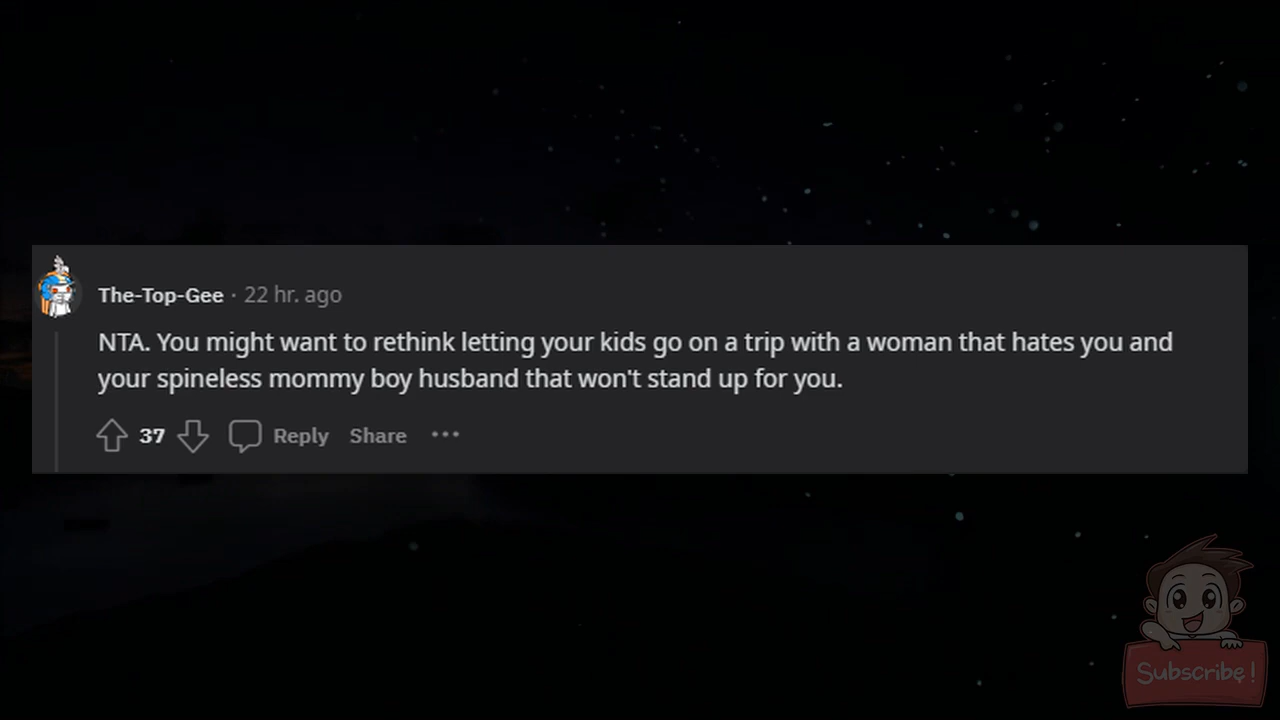 The-Top-Gee · 22 hr. ago
NTA. You might want to rethink letting your kids go on a trip with a woman that hates you and
your spineless mommy boy husband that won't stand up for you.
37 Reply Share ···
Subscribe!